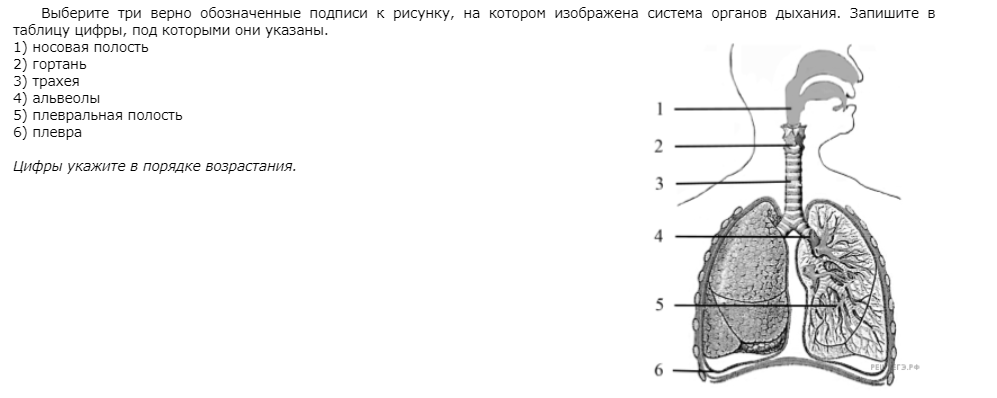 Выберите три верно обозначенные подписи к рисунку, на котором изображена система органов дыхания. Запишите в
таблицу цифры, под которыми они указаны.
1) носовая полость
2) гортань
3) трахея
4) альвеолы
5) плевральная полость
6) плевра
Цифры укажите в порядке возрастания.
1
2
3
4
5
6